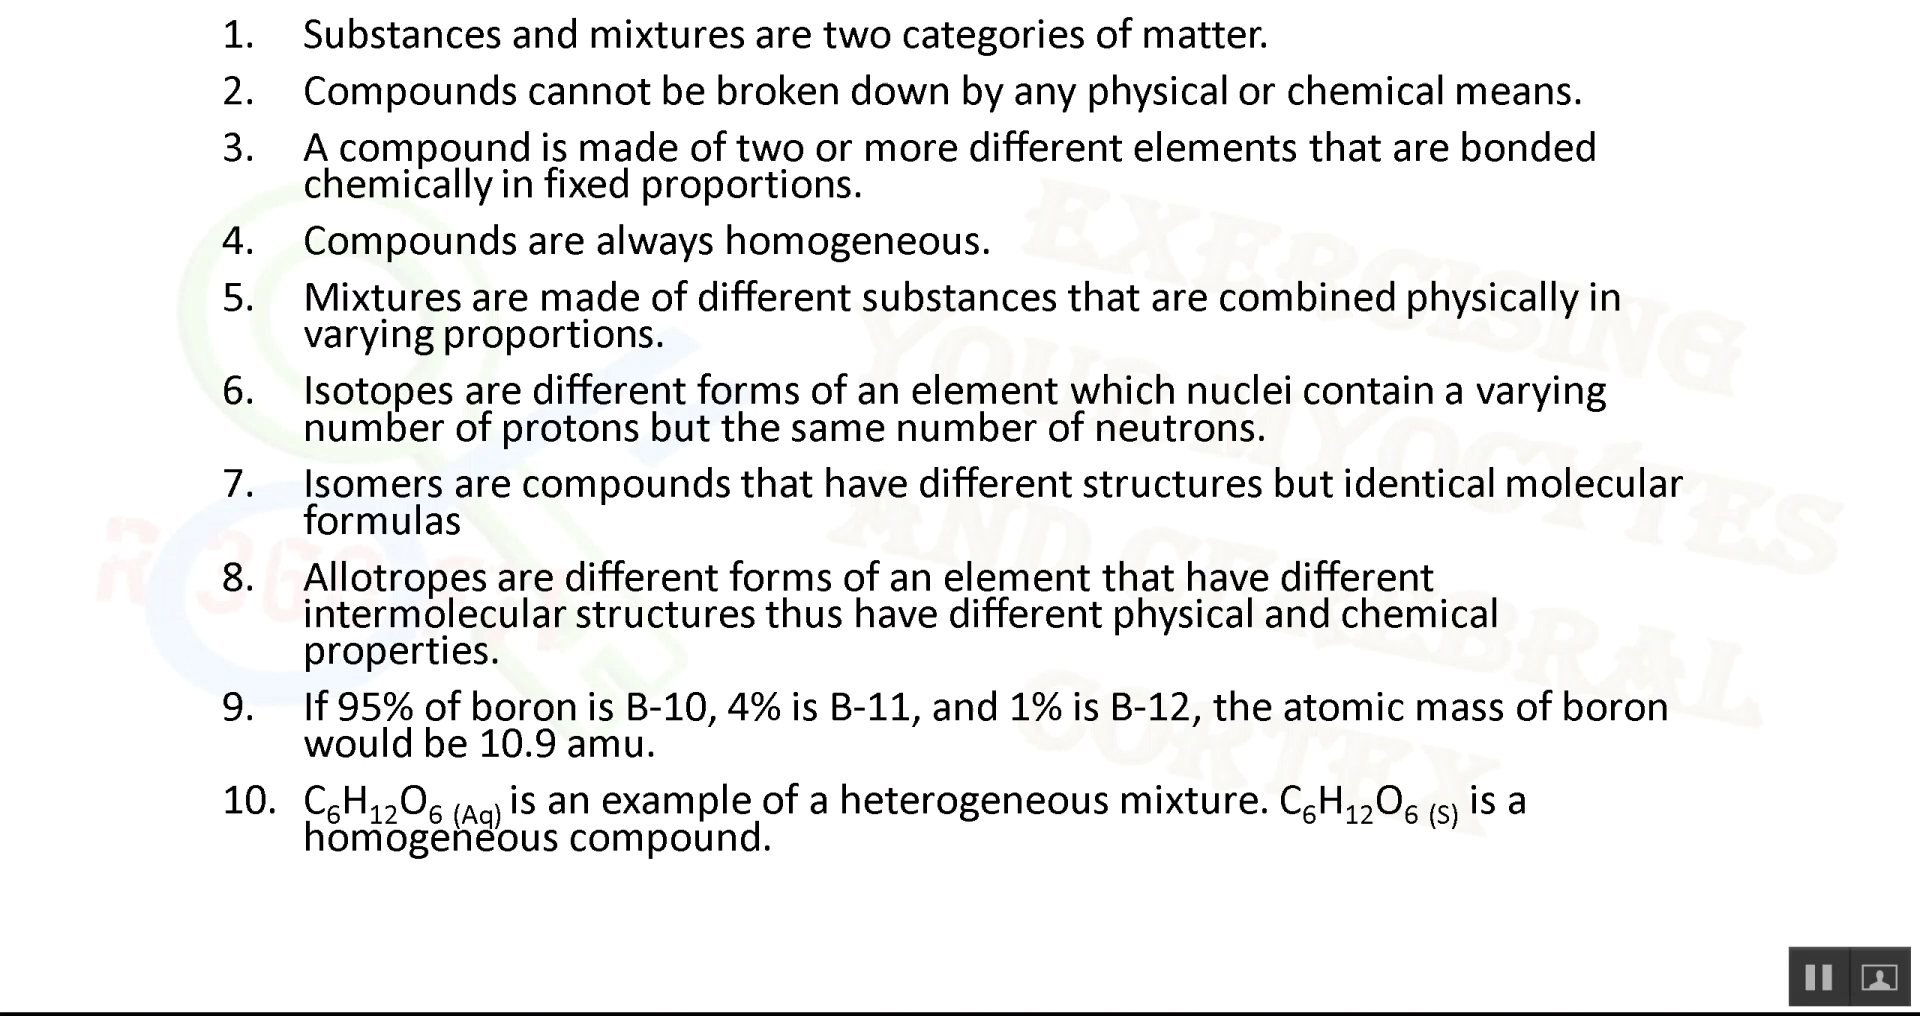 1. Substances and mixtures are two categories of matter.
2. Compounds cannot be broken down by any physical or chemical means.
3. A compound is made of two or more different elements that are bonded
chemically in fixed proportions.
4. Compounds are always homogeneous.
5. Mixtures are made of different substances that are combined physically in
varying proportions.
6. Isotopes are different forms of an element which nuclei contain a varying
number of protons but the same number of neutrons.
7. Isomers are compounds that have different structures but identical molecular
formulas
8. Allotropes are different forms of an element that have different
intermolecular structures thus have different physical and chemical
properties.
9. If 95% of boron is B-10, 4% is B-11, and 1% is B-12, the atomic mass of boron
would be 10.9 amu.
10. C₆H₁₂O₆ (Aq) is an example of a heterogeneous mixture. C₆H₁₂O₆ (S) is a
homogeneous compound.
EXERCISING
YOUR MYOCYTES
AND CEREBRAL
CORTEX